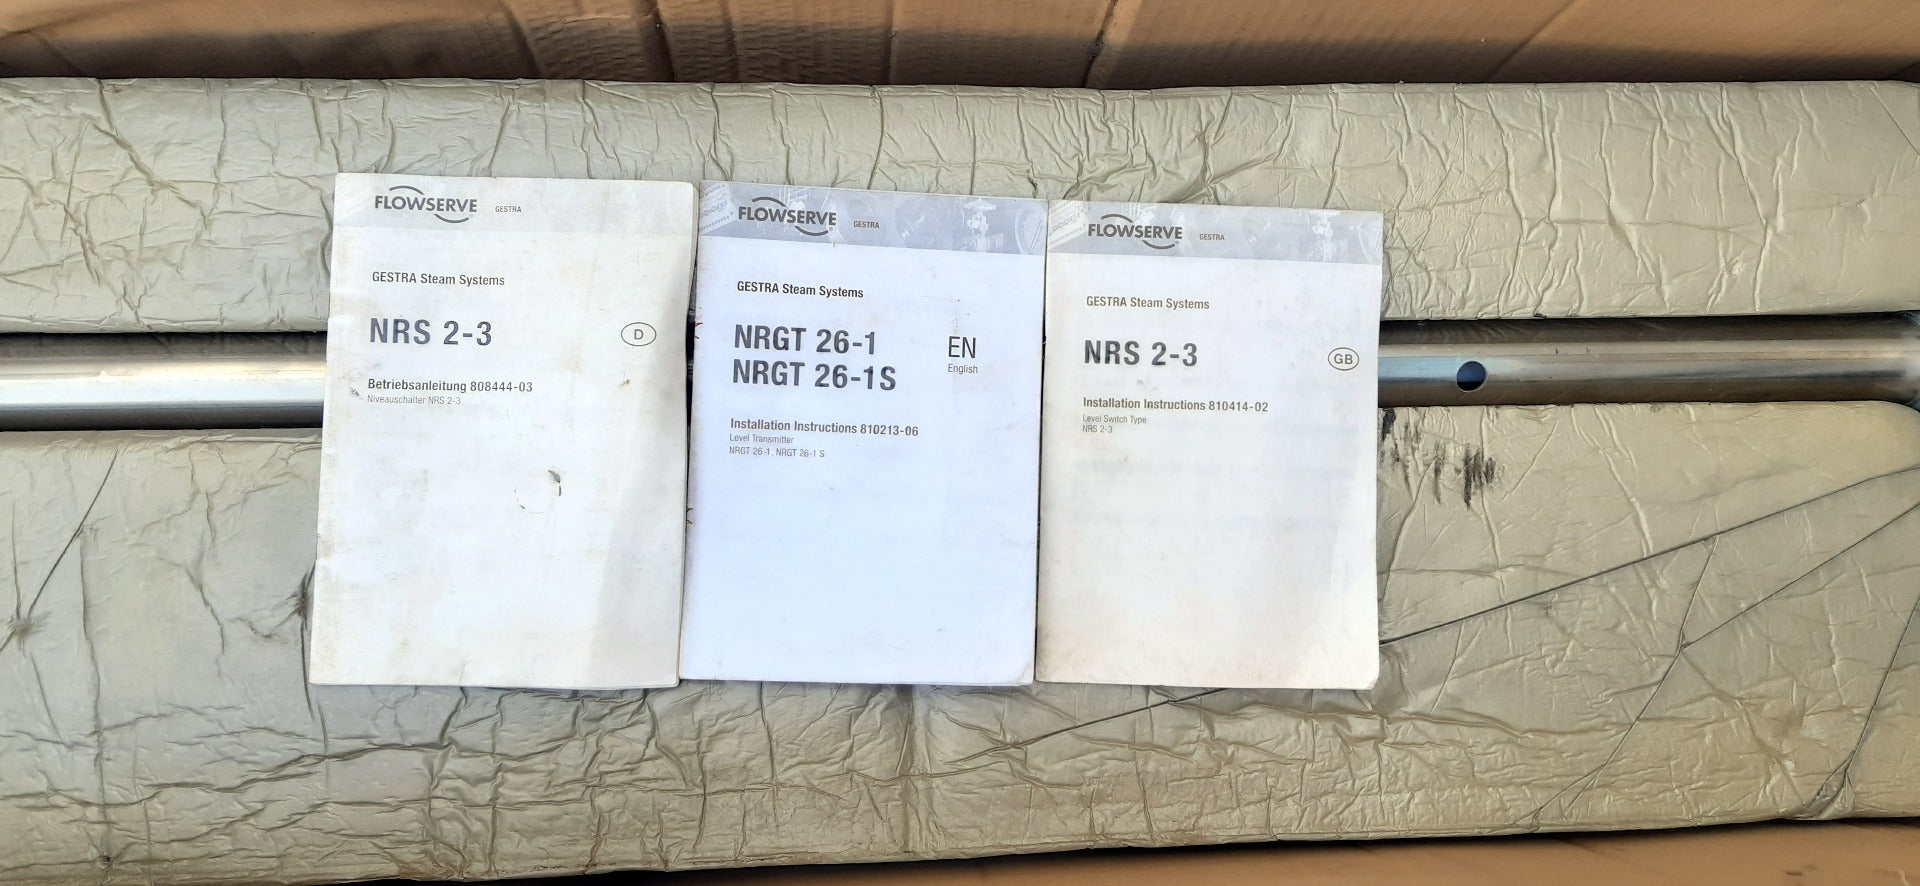 FLOWSERVE GESTRA
GESTRA Steam Systems
NRS 2-3
D
Betriebsanleitung 808444-03
Niveauschalter NRS 2-3
FLOWSERVE GESTRA
GESTRA Steam Systems
NRGT 26-1
NRGT 26-1S
EN
English
Installation Instructions 810213-06
Level Transmitter
NRGT 26-1, NRGT 26-1 S
FLOWSERVE GESTRA
GESTRA Steam Systems
NRS 2-3
GB
Installation Instructions 810414-02
Level Switch Type
NRS 2-3